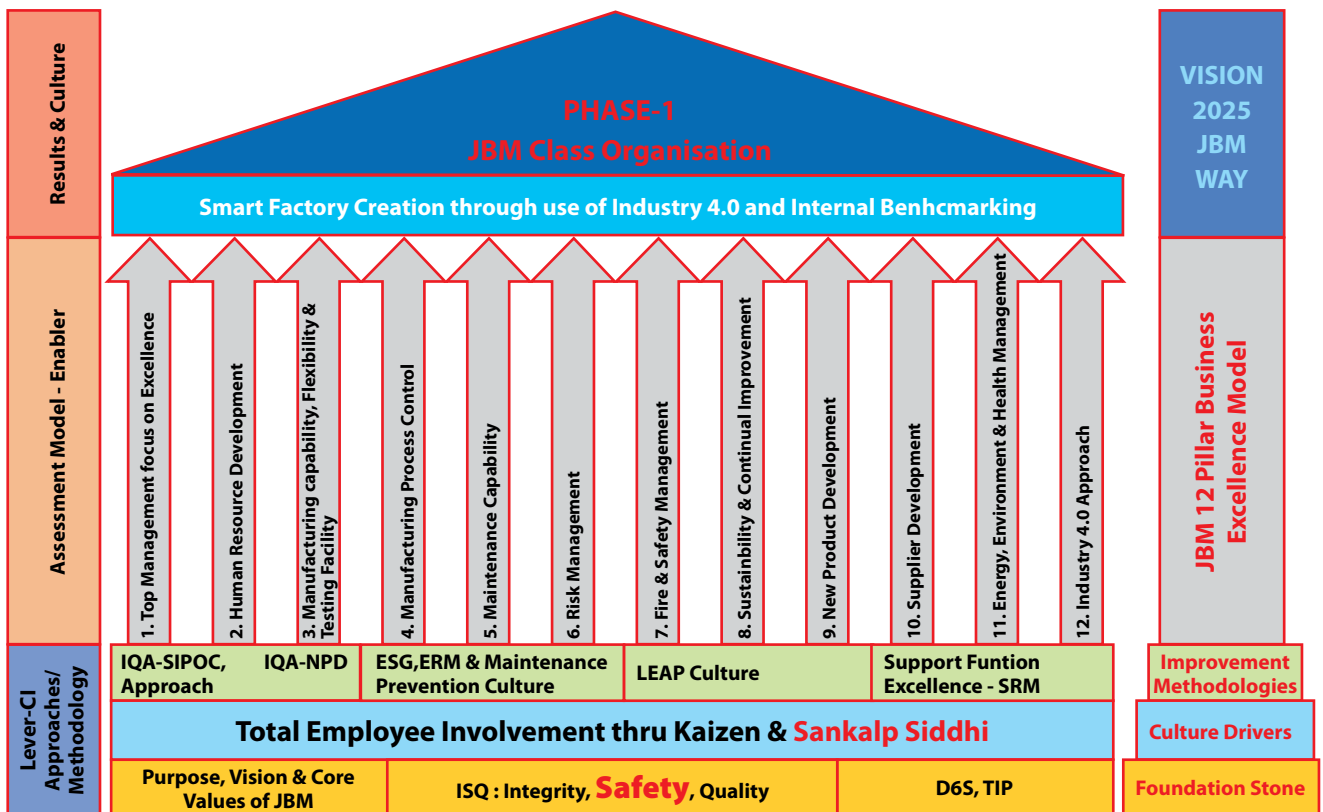 Results & Culture
PHASE-1
JBM Class Organisation
Smart Factory Creation through use of Industry 4.0 and Internal Benhcmarking
VISION
2025
JBM
WAY
Assessment Model - Enabler
1. Top Management focus on Excellence
2. Human Resource Development
3. Manufacturing capability, Flexibility &
Testing Facility
4. Manufacturing Process Control
5. Maintenance Capability
6. Risk Management
7. Fire & Safety Management
8. Sustainability & Continual Improvement
9. New Product Development
10. Supplier Development
11. Energy, Environment & Health Management
12. Industry 4.0 Approach
JBM 12 Pillar Business
Excellence Model
Lever-CI
Approaches/
Methodology
IQA-SIPOC, IQA-NPD
Approach
ESG,ERM & Maintenance
Prevention Culture
LEAP Culture
Support Funtion
Excellence - SRM
Improvement
Methodologies
Total Employee Involvement thru Kaizen & Sankalp Siddhi
Culture Drivers
Purpose, Vision & Core
Values of JBM
ISQ : Integrity, Safety, Quality
D6S, TIP
Foundation Stone